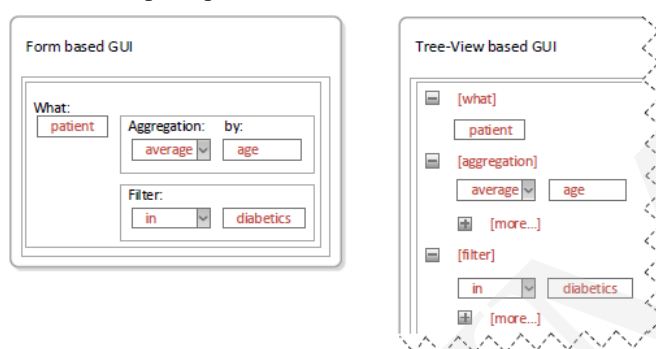 Form based GUI
What:
patient
Aggregation: by:
average age
Filter:
in diabetics
Tree-View based GUI
[what]
patient
[aggregation]
average age
[more...]
[filter]
in diabetics
[more...]